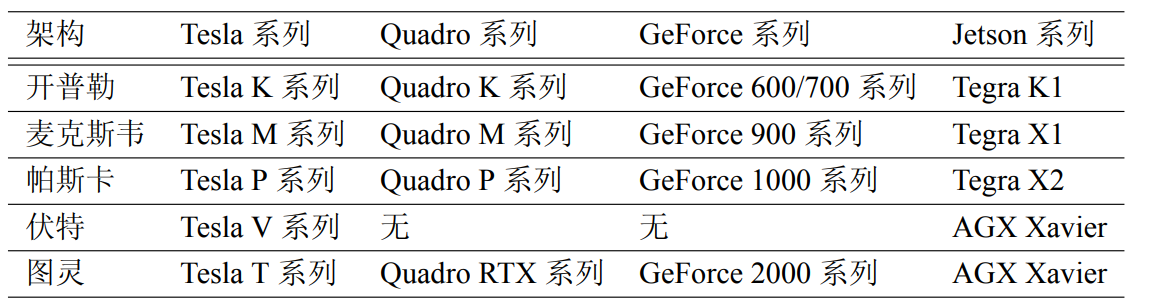 架构 Tesla 系列 Quadro 系列 GeForce 系列 Jetson 系列
开普勒 Tesla K 系列 Quadro K 系列 GeForce 600/700 系列 Tegra K1
麦克斯韦 Tesla M 系列 Quadro M 系列 GeForce 900 系列 Tegra X1
帕斯卡 Tesla P 系列 Quadro P 系列 GeForce 1000 系列 Tegra X2
伏特 Tesla V 系列 无 无 AGX Xavier
图灵 Tesla T 系列 Quadro RTX 系列 GeForce 2000 系列 AGX Xavier